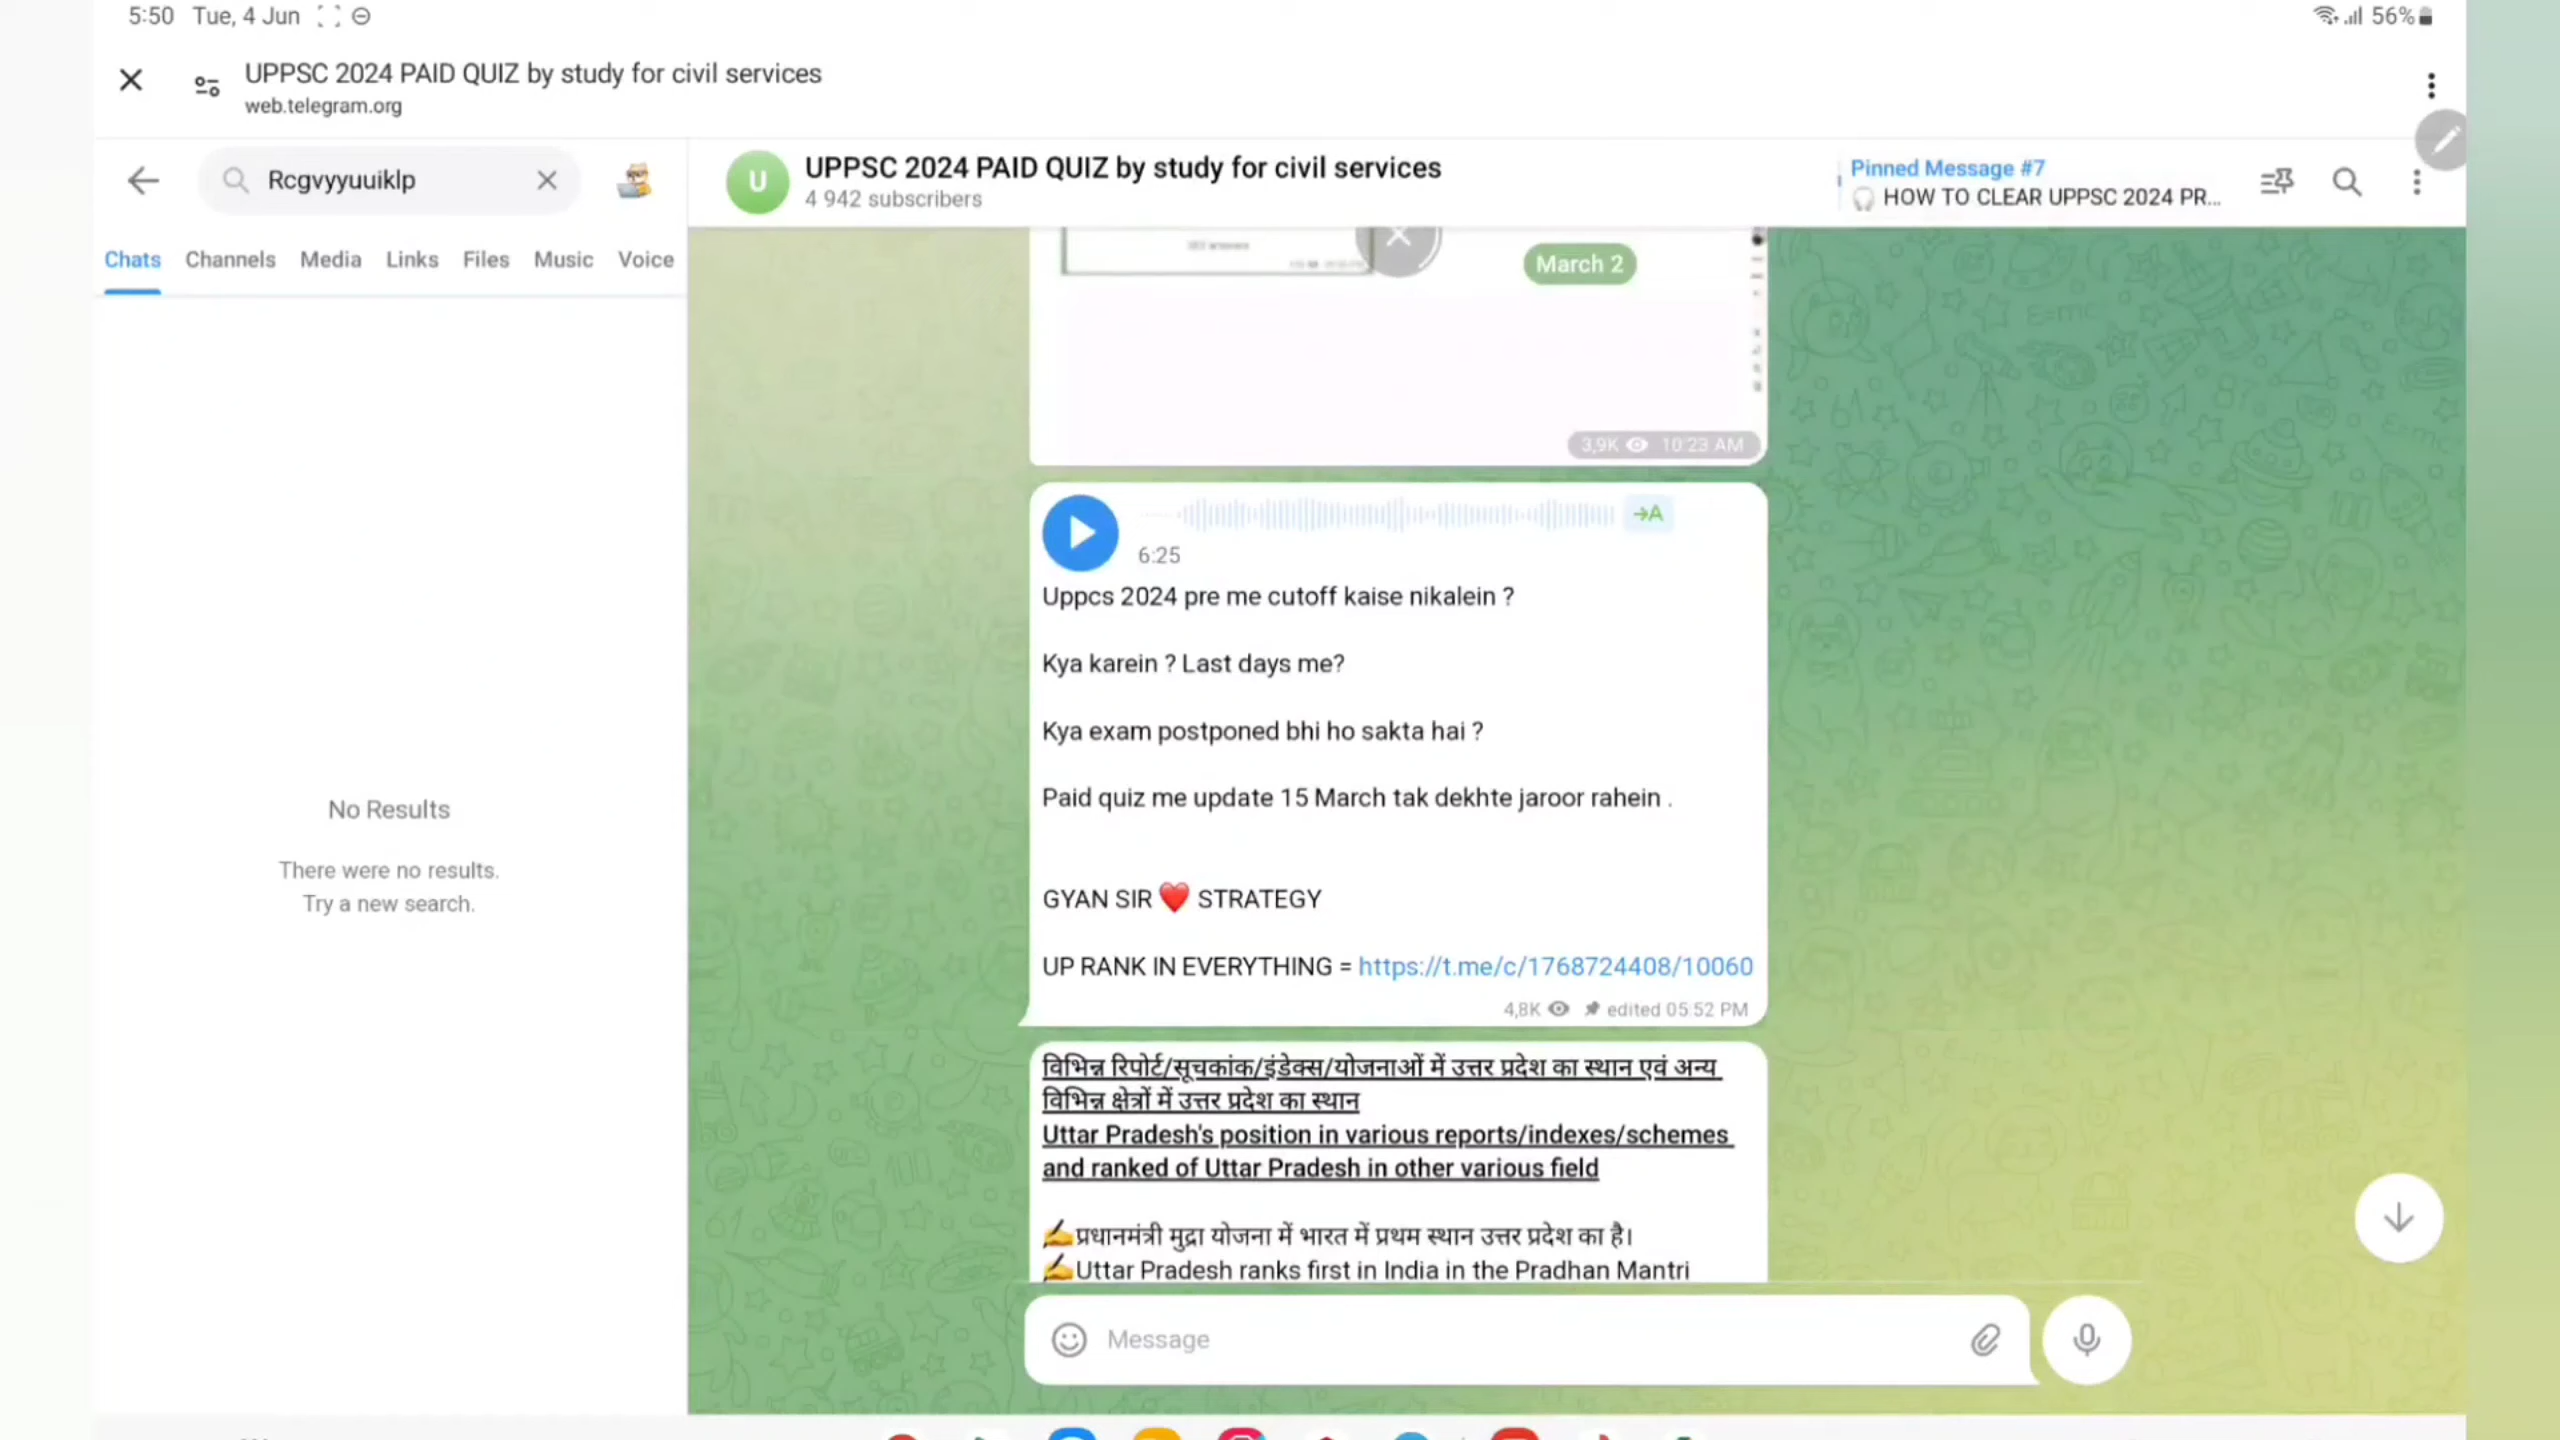 5:50 Tue, 4 Jun
56%
UPPSC 2024 PAID QUIZ by study for civil services
web.telegram.org
Rcgvyyuuiklp
Chats Channels Media Links Files Music Voice
No Results
There were no results.
Try a new search.
U
UPPSC 2024 PAID QUIZ by study for civil services
4 942 subscribers
Pinned Message #7
HOW TO CLEAR UPPSC 2024 PR...
March 2
3,9K 10:23 AM
→A
6:25
Uppcs 2024 pre me cutoff kaise nikalein ?
Kya karein ? Last days me?
Kya exam postponed bhi ho sakta hai ?
Paid quiz me update 15 March tak dekhte jaroor rahein .
GYAN SIR ❤️ STRATEGY
UP RANK IN EVERYTHING = https://t.me/c/1768724408/10060
4,8K edited 05:52 PM
विभिन्न रिपोर्ट/सूचकांक/इंडेक्स/योजनाओं में उत्तर प्रदेश का स्थान एवं अन्य
विभिन्न क्षेत्रों में उत्तर प्रदेश का स्थान
Uttar Pradesh's position in various reports/indexes/schemes
and ranked of Uttar Pradesh in other various field
✍️प्रधानमंत्री मुद्रा योजना में भारत में प्रथम स्थान उत्तर प्रदेश का है।
✍️Uttar Pradesh ranks first in India in the Pradhan Mantri
Message